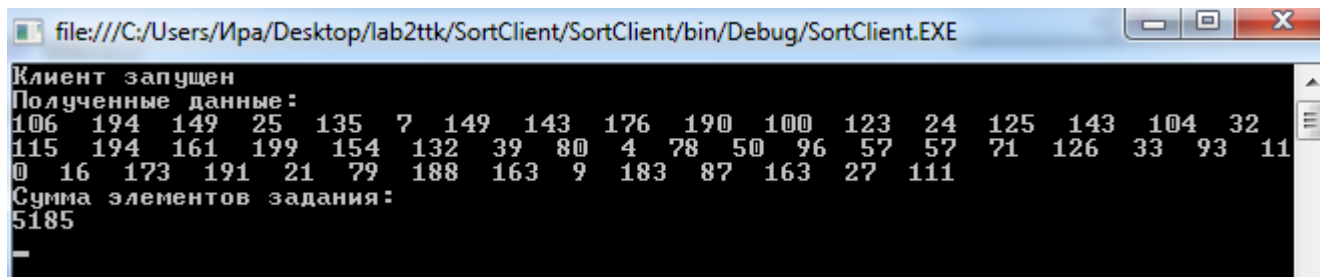 file:///C:/Users/Ира/Desktop/lab2ttk/SortClient/SortClient/bin/Debug/SortClient.EXE
Клиент запущен
Полученные данные:
106 194 149 25 135 7 149 143 176 190 100 123 24 125 143 104 32
115 194 161 199 154 132 39 80 4 78 50 96 57 57 71 126 33 93 11
0 16 173 191 21 79 188 163 9 183 87 163 27 111
Сумма элементов задания:
5185